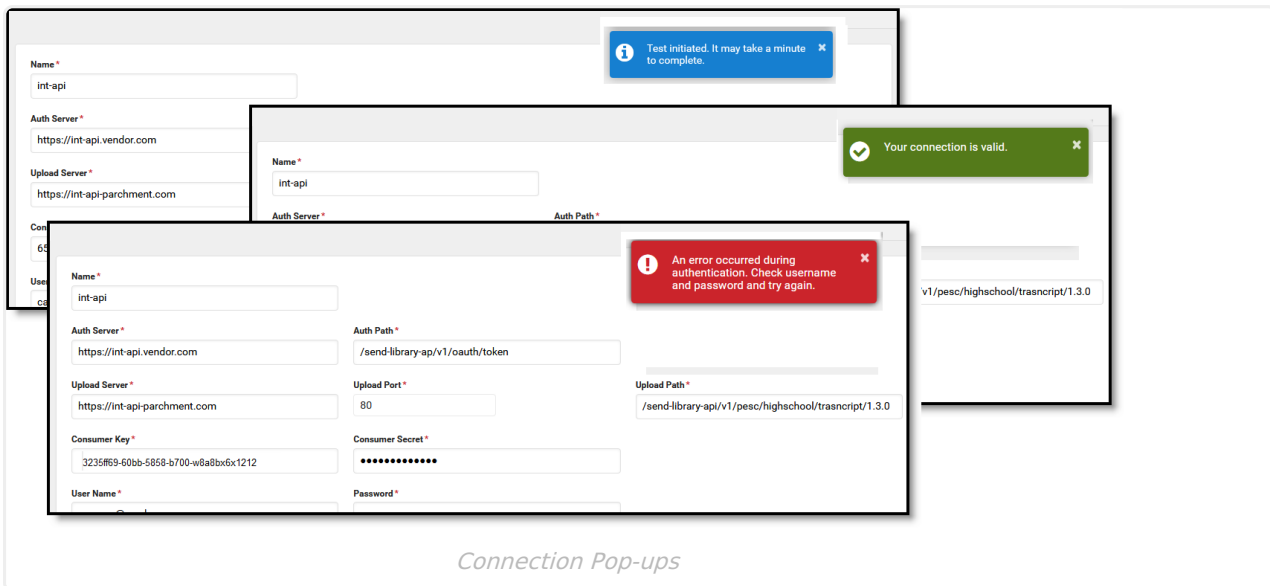 Test initiated. It may take a minute
to complete.
Name*
int-api
Auth Server*
https://int-api.vendor.com
Upload Server*
https://int-api-parchment.com
Con
65
User
ca
Your connection is valid.
Name*
int-api
Auth Server*
Auth Path*
v1/pesc/highschool/trasncript/1.3.0
An error occurred during
authentication. Check username
and password and try again.
Name*
int-api
Auth Server*
Auth Path*
https://int-api.vendor.com
/send-library-ap/v1/oauth/token
Upload Server*
Upload Port*
Upload Path*
https://int-api-parchment.com
80
/send-library-api/v1/pesc/highschool/trasncript/1.3.0
Consumer Key*
Consumer Secret*
3235ff69-60bb-5858-b700-w8a8bx6x1212
•••••••••••••
User Name*
Password*
Connection Pop-ups